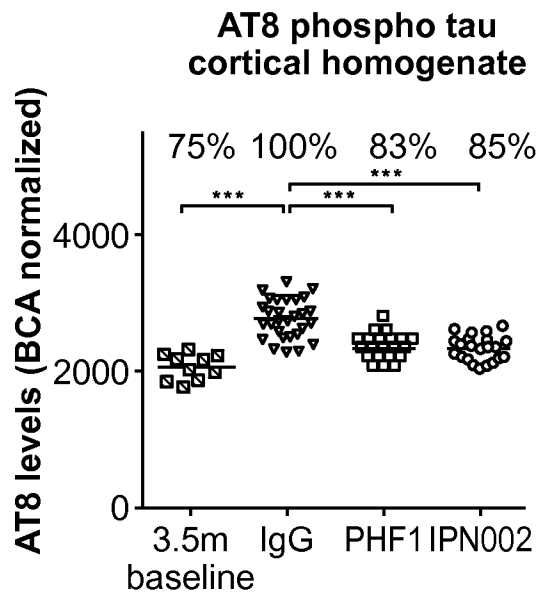 AT8 phospho tau
cortical homogenate
AT8 levels (BCA normalized)
75% 100% 83% 85%
***
*** ***
4000
2000
0
3.5m IgG PHF1 IPN002
baseline